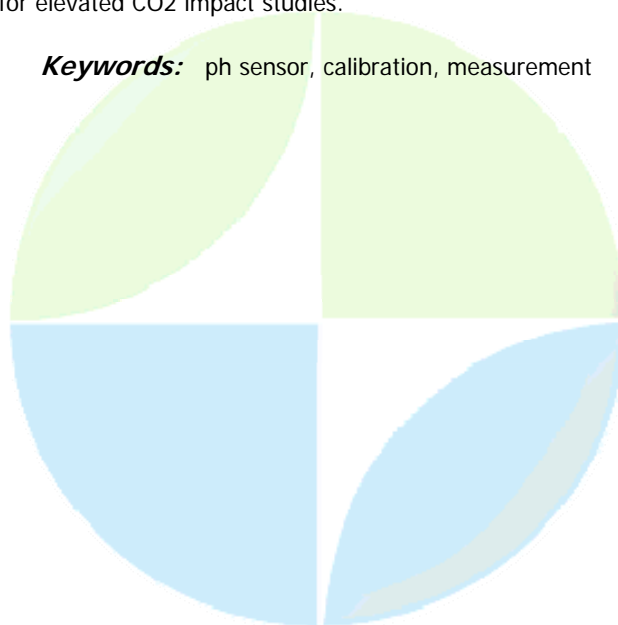 for elevated CO2 impact studies.
Keywords: ph sensor, calibration, measurement